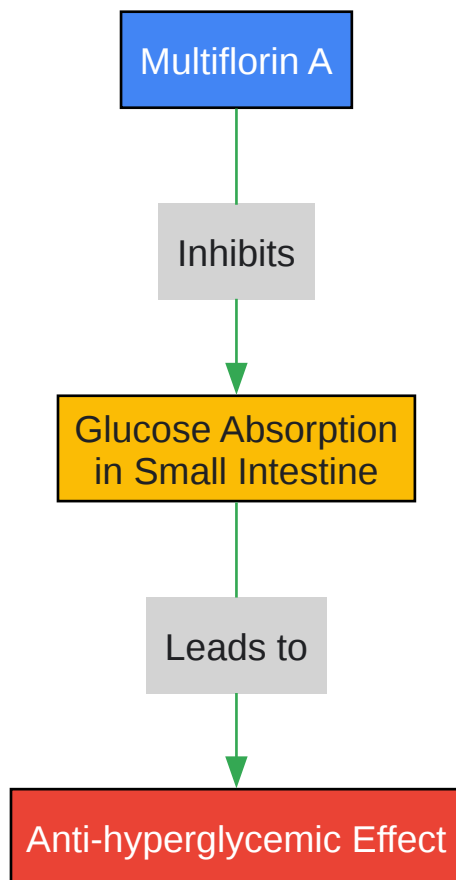 Multiflorin A
Inhibits
Glucose Absorption
in Small Intestine
Leads to
Anti-hyperglycemic Effect